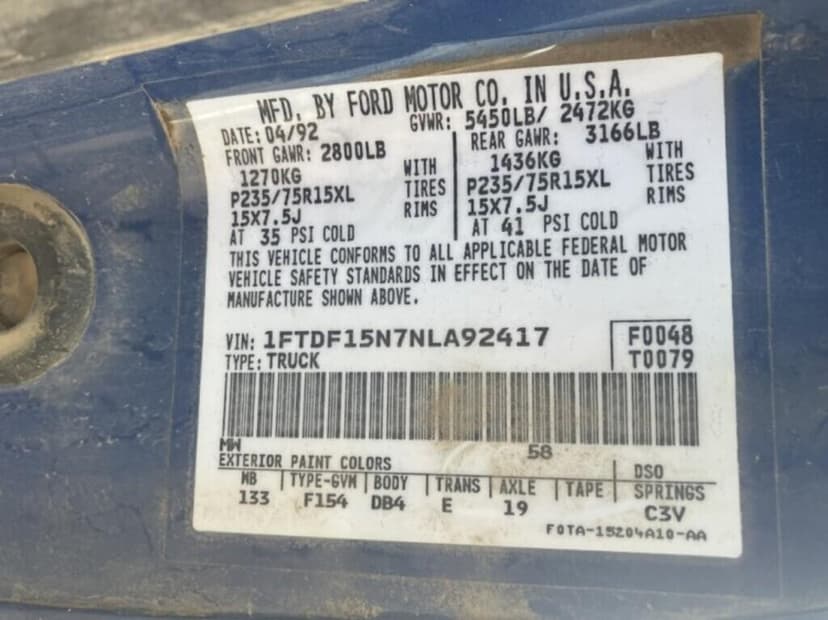 MFD. BY FORD MOTOR CO. IN U.S.A.
DATE: 04/92 GVWR: 5450LB/ 2472KG
FRONT GAWR: 2800LB REAR GAWR: 3166LB
1270KG WITH 1436KG WITH
P235/75R15XL TIRES P235/75R15XL TIRES
15X7.5J RIMS 15X7.5J RIMS
AT 35 PSI COLD AT 41 PSI COLD
THIS VEHICLE CONFORMS TO ALL APPLICABLE FEDERAL MOTOR
VEHICLE SAFETY STANDARDS IN EFFECT ON THE DATE OF
MANUFACTURE SHOWN ABOVE.
VIN: 1FTDF15N7NLA92417 F0048
TYPE: TRUCK T0079
MW 58
EXTERIOR PAINT COLORS DSO
WB TYPE-GVM BODY TRANS AXLE TAPE SPRINGS
133 F154 DB4 E 19 C3V
F0TA-15204A10-AA